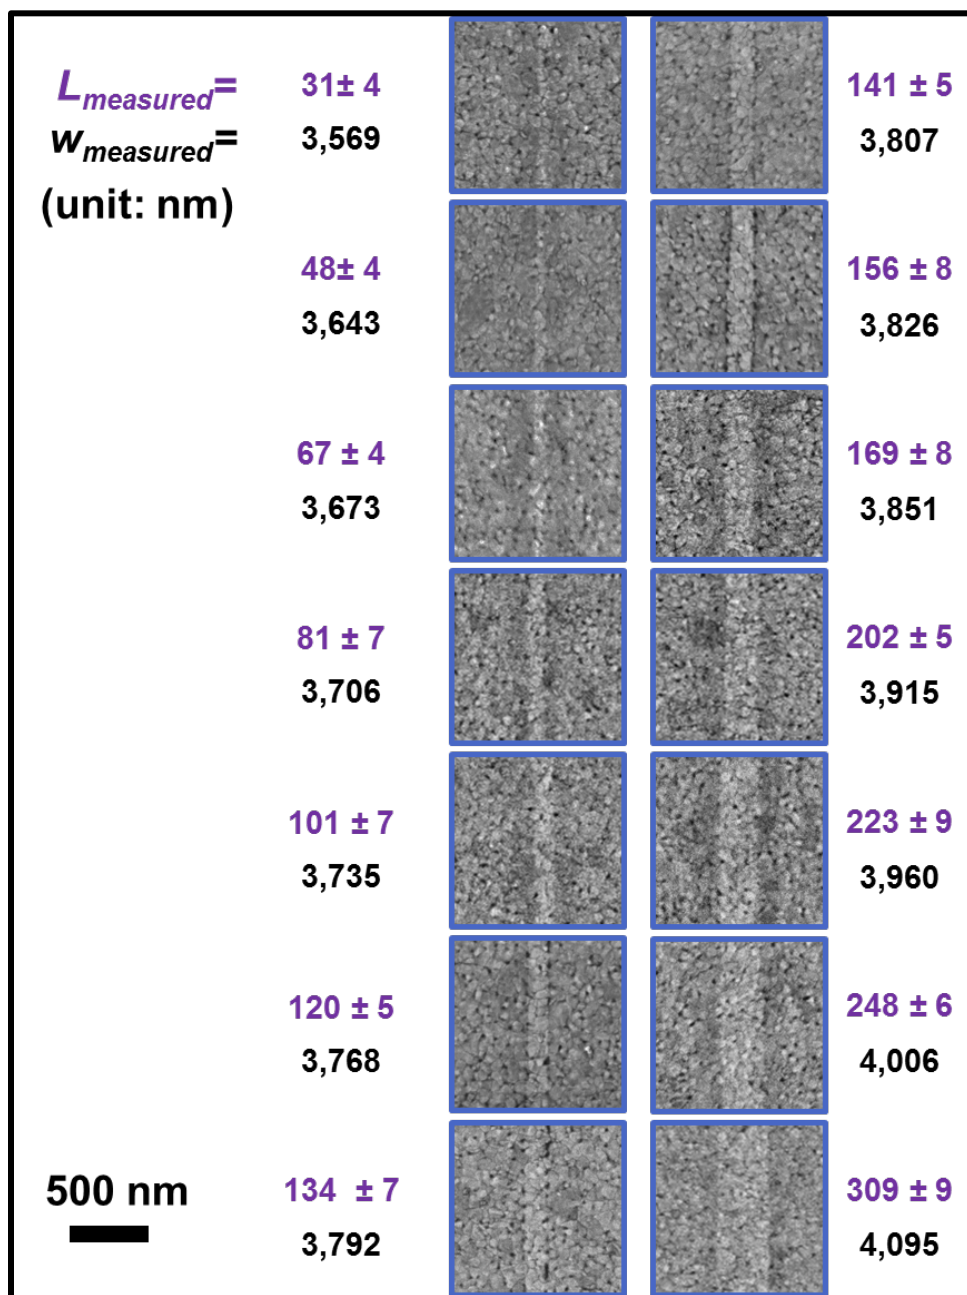 Lmeasured= 31± 4 141 ± 5
wmeasured= 3,569 3,807
(unit: nm)
48± 4 156 ± 8
3,643 3,826
67 ± 4 169 ± 8
3,673 3,851
81 ± 7 202 ± 5
3,706 3,915
101 ± 7 223 ± 9
3,735 3,960
120 ± 5 248 ± 6
3,768 4,006
500 nm 134 ± 7 309 ± 9
3,792 4,095